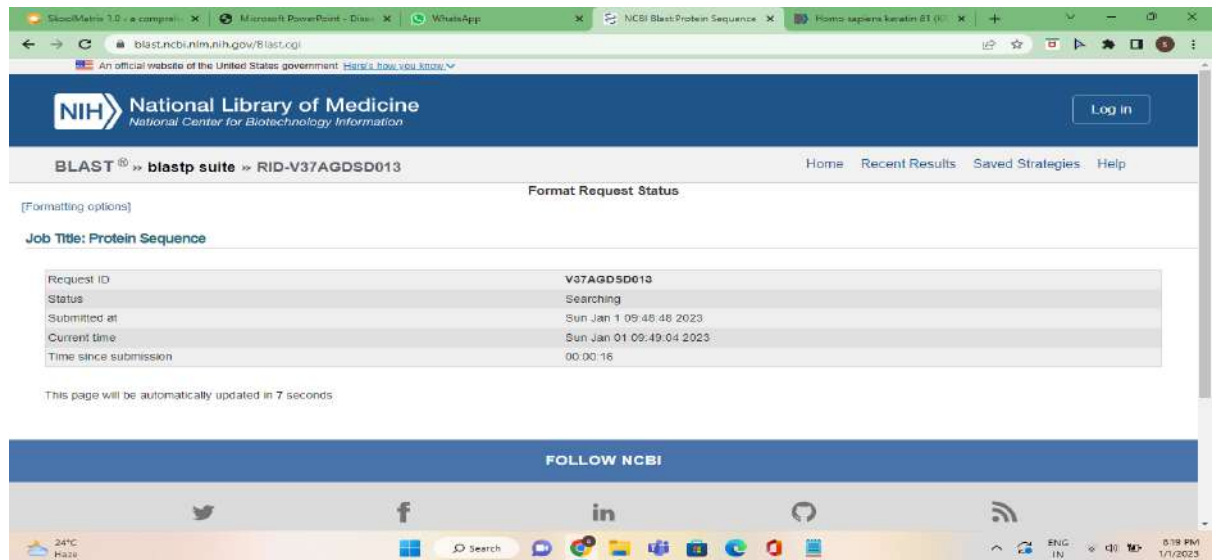 SkoolMatrix 3.0 - a compreh
Microsoft PowerPoint - Disse
WhatsApp
NCBI Blast:Protein Sequence
Homo sapiens keratin 81 (K
blast.ncbi.nlm.nih.gov/Blast.cgi
An official website of the United States government Here's how you know
NIH National Library of Medicine
National Center for Biotechnology Information
Log in
BLAST ® » blastp suite » RID-V37AGDSD013
Home Recent Results Saved Strategies Help
Format Request Status
[Formatting options]
Job Title: Protein Sequence
Request ID V37AGDSD013
Status Searching
Submitted at Sun Jan 1 09:48:48 2023
Current time Sun Jan 01 09:49:04 2023
Time since submission 00:00:16
This page will be automatically updated in 7 seconds
FOLLOW NCBI
24°C
Haze
Search
ENG
IN
8:19 PM
1/1/2023